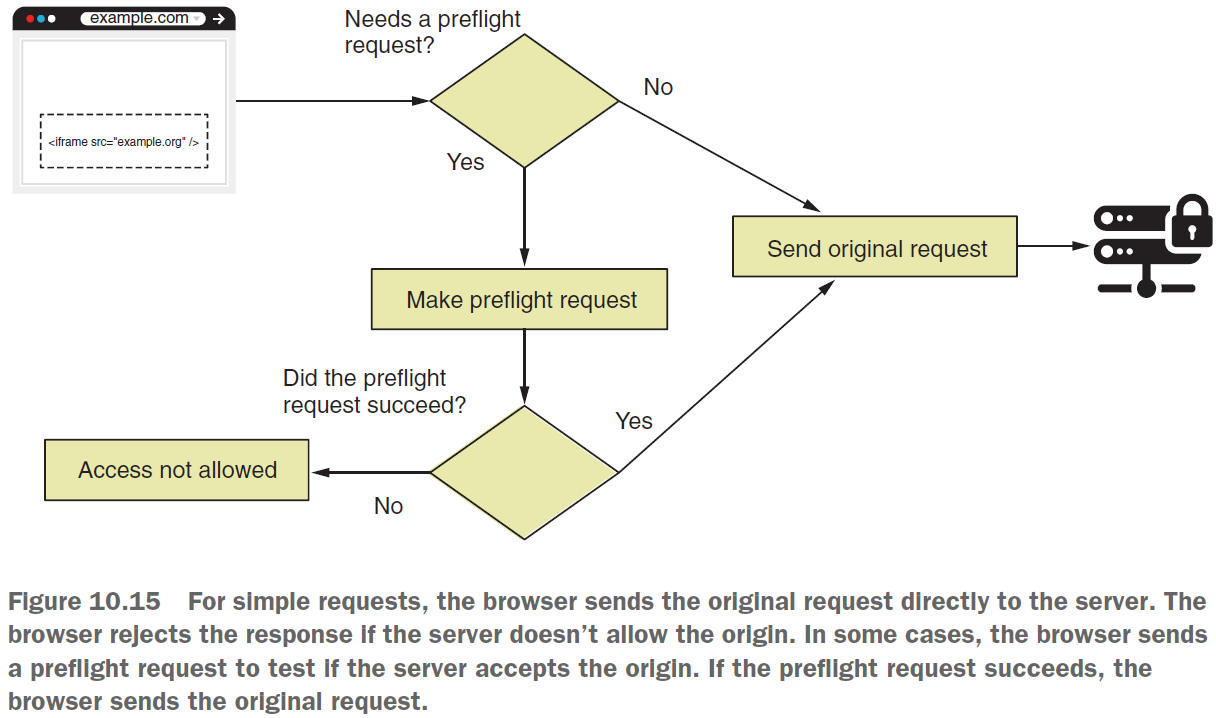 example.com
<iframe src="example.org" />
Needs a preflight
request?
No
Yes
Send original request
Make preflight request
Did the preflight
request succeed?
Yes
Access not allowed
No
Figure 10.15 For simple requests, the browser sends the original request directly to the server. The
browser rejects the response if the server doesn’t allow the origin. In some cases, the browser sends
a preflight request to test if the server accepts the origin. If the preflight request succeeds, the
browser sends the original request.